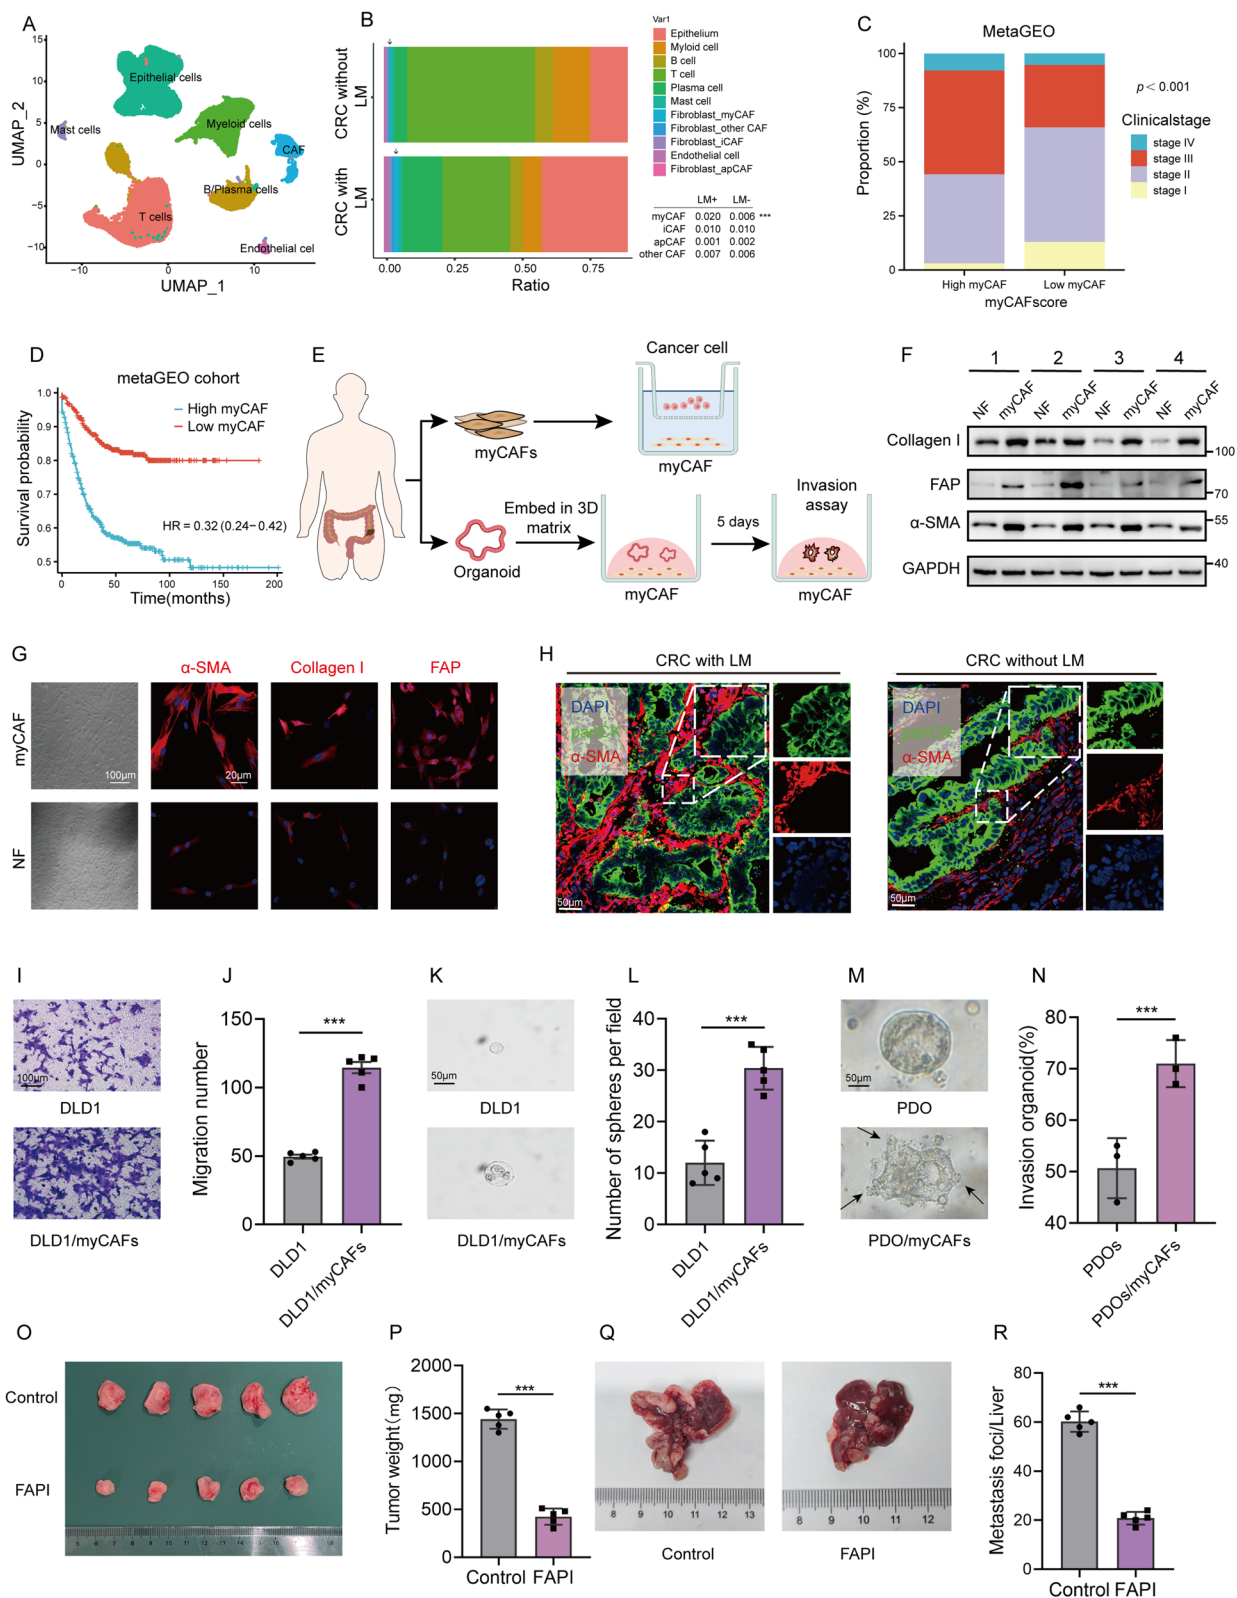 A
15
10
5
0
−5
−10
−10
0
10
UMAP_2
UMAP_1
Epithelial cells
Mast cells
Myeloid cells
CAF
B/Plasma cells
T cells
Endothelial cel
B
CRC without
LM
CRC with
LM
0.00
0.25
0.50
0.75
Ratio
Var1
Epithelium
Myloid cell
B cell
T cell
Plasma cell
Mast cell
Fibroblast_myCAF
Fibroblast_other CAF
Fibroblast_iCAF
Endothelial cell
Fibroblast_apCAF
LM+ LM-
myCAF 0.020 0.006 ***
iCAF 0.010 0.010
apCAF 0.001 0.002
other CAF 0.007 0.006
C
MetaGEO
Proportion (%)
100
75
50
25
0
High myCAF
Low myCAF
myCAFscore
p < 0.001
Clinicalstage
stage IV
stage III
stage II
stage I
D
metaGEO cohort
High myCAF
Low myCAF
Survival probability
1.0
0.9
0.8
0.7
0.6
0.5
HR = 0.32 (0.24−0.42)
0
50
100
150
200
Time(months)
E
myCAFs
Cancer cell
myCAF
Organoid
Embed in 3D
matrix
myCAF
5 days
Invasion
assay
myCAF
F
1 2 3 4
NF myCAF NF myCAF NF myCAF NF myCAF
Collagen I
100
FAP
70
α-SMA
55
GAPDH
40
G
α-SMA
Collagen I
FAP
myCAF
100μm
20μm
NF
H
CRC with LM
DAPI
panCK
α-SMA
50μm
CRC without LM
DAPI
panCK
α-SMA
50μm
I
100μm
DLD1
DLD1/myCAFs
J
Migration number
150
100
50
0
***
DLD1
DLD1/myCAFs
K
50μm
DLD1
DLD1/myCAFs
L
Number of spheres per field
40
30
20
10
0
***
DLD1
DLD1/myCAFs
M
50μm
PDO
PDO/myCAFs
N
Invasion organoid(%)
80
70
60
50
40
***
PDOs
PDOs/myCAFs
O
Control
FAPI
5 6 7 8 9 10 11 12 13 14 15 16 17 18
P
Tumor weight(mg)
2000
1500
1000
500
0
***
Control FAPI
Q
8 9 10 11 12 13
Control
8 9 10 11 12
FAPI
R
Metastasis foci/Liver
80
60
40
20
0
***
Control FAPI